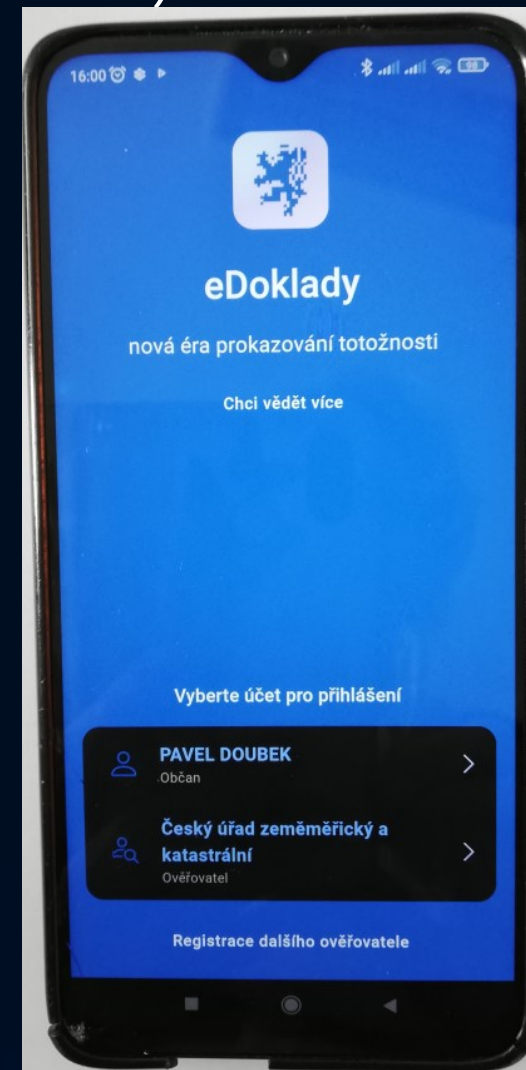 16:00
98
eDoklady
nová éra prokazování totožnosti
Chci vědět více
Vyberte účet pro přihlášení
PAVEL DOUBEK
Občan
Český úřad zeměměřický a
katastrální
Ověřovatel
Registrace dalšího ověřovatele